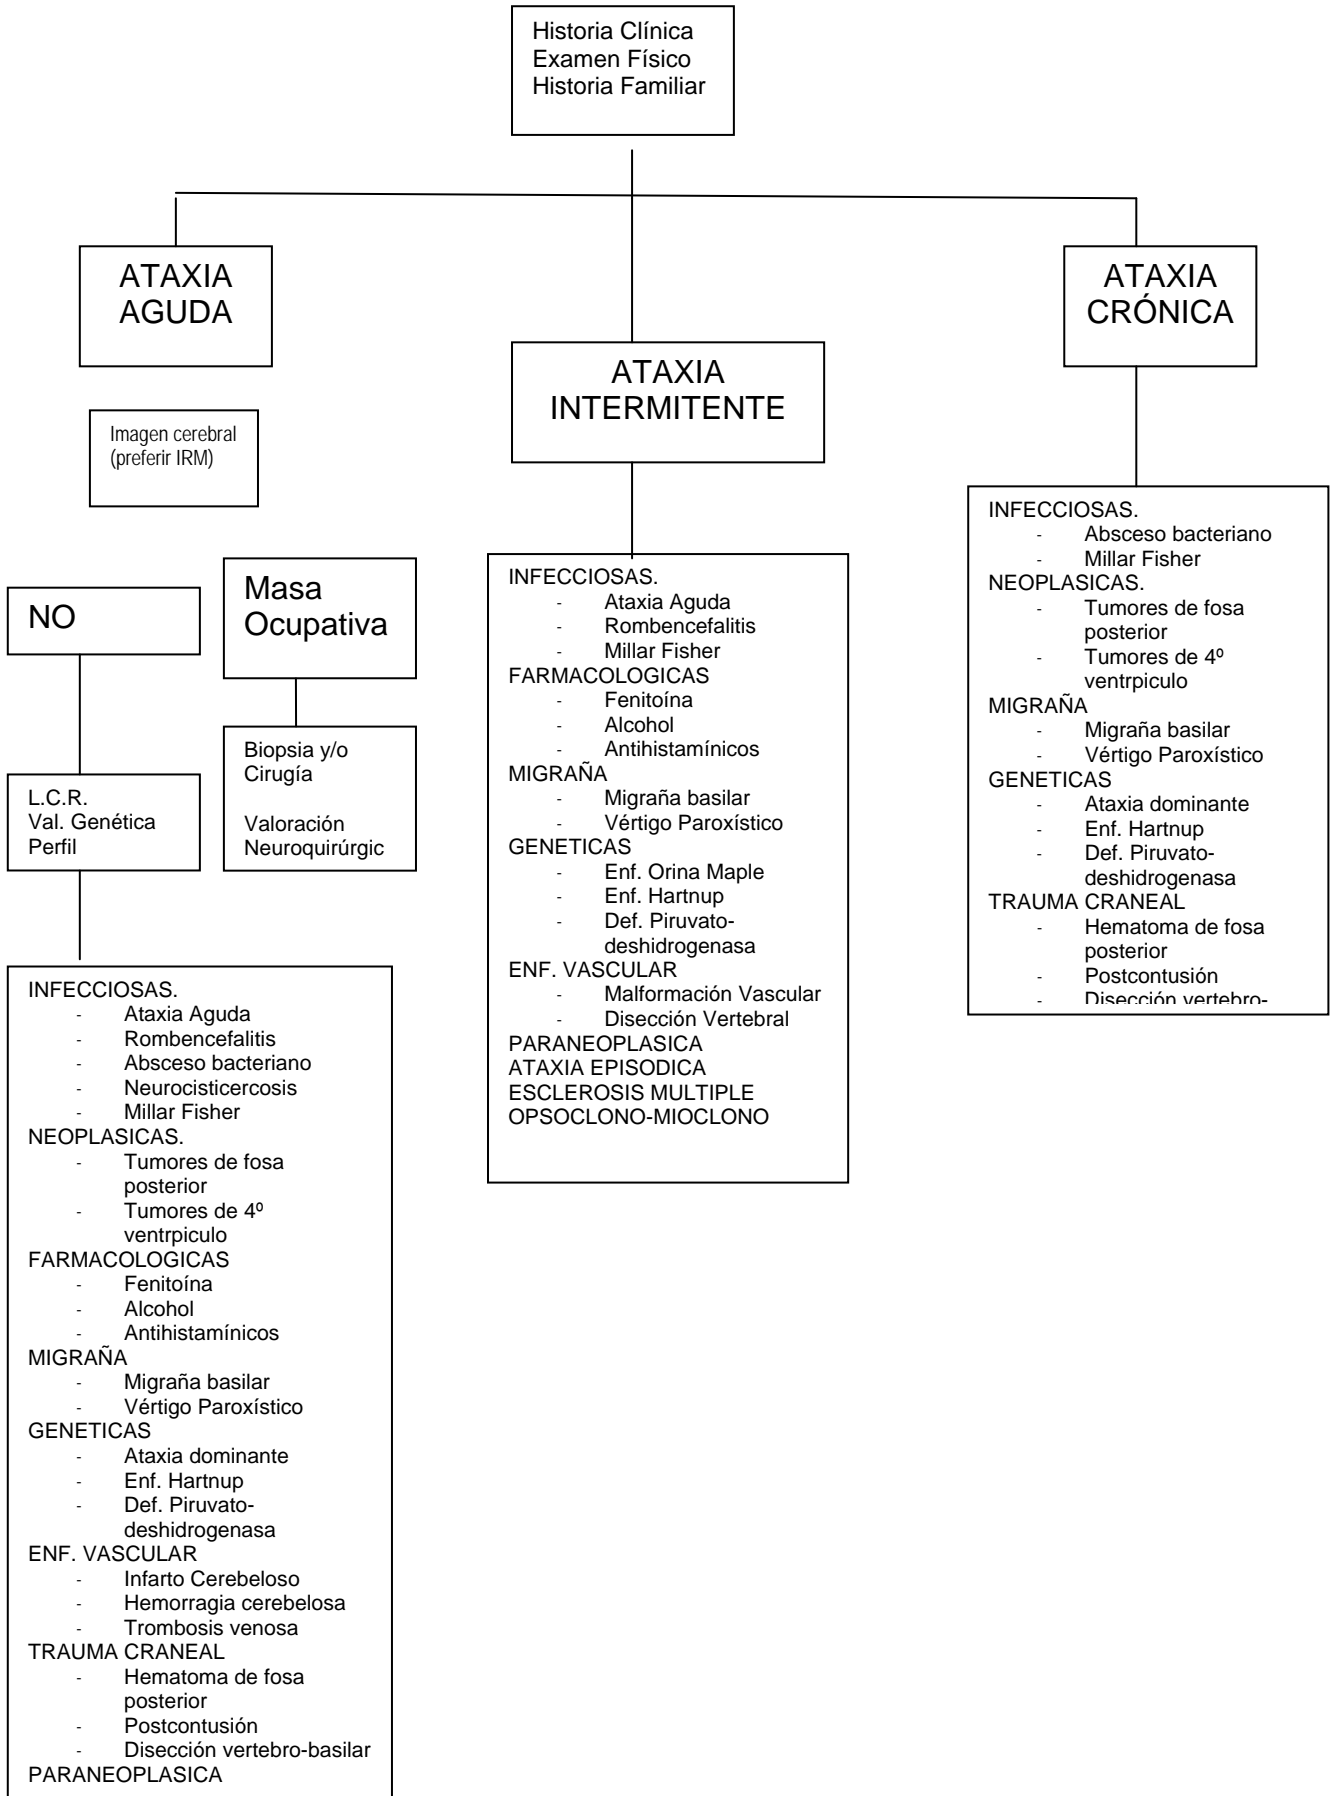 Historia Clínica
Examen Físico
Historia Familiar
ATAXIA
AGUDA
Imagen cerebral
(preferir IRM)
NO
Masa
Ocupativa
L.C.R.
Val. Genética
Perfil
Biopsia y/o
Cirugía
Valoración
Neuroquirúrgic
INFECCIOSAS.
- Ataxia Aguda
- Rombencefalitis
- Absceso bacteriano
- Neurocisticercosis
- Millar Fisher
NEOPLASICAS.
- Tumores de fosa
posterior
- Tumores de 4º
ventrpiculo
FARMACOLOGICAS
- Fenitoína
- Alcohol
- Antihistamínicos
MIGRAÑA
- Migraña basilar
- Vértigo Paroxístico
GENETICAS
- Ataxia dominante
- Enf. Hartnup
- Def. Piruvato-
deshidrogenasa
ENF. VASCULAR
- Infarto Cerebeloso
- Hemorragia cerebelosa
- Trombosis venosa
TRAUMA CRANEAL
- Hematoma de fosa
posterior
- Postcontusión
- Disección vertebro-basilar
PARANEOPLASICA
ATAXIA
INTERMITENTE
INFECCIOSAS.
- Ataxia Aguda
- Rombencefalitis
- Millar Fisher
FARMACOLOGICAS
- Fenitoína
- Alcohol
- Antihistamínicos
MIGRAÑA
- Migraña basilar
- Vértigo Paroxístico
GENETICAS
- Enf. Orina Maple
- Enf. Hartnup
- Def. Piruvato-
deshidrogenasa
ENF. VASCULAR
- Malformación Vascular
- Disección Vertebral
PARANEOPLASICA
ATAXIA EPISODICA
ESCLEROSIS MULTIPLE
OPSOCLONO-MIOCLONO
ATAXIA
CRÓNICA
INFECCIOSAS.
- Absceso bacteriano
- Millar Fisher
NEOPLASICAS.
- Tumores de fosa
posterior
- Tumores de 4º
ventrpiculo
MIGRAÑA
- Migraña basilar
- Vértigo Paroxístico
GENETICAS
- Ataxia dominante
- Enf. Hartnup
- Def. Piruvato-
deshidrogenasa
TRAUMA CRANEAL
- Hematoma de fosa
posterior
- Postcontusión
- Disección vertebro-